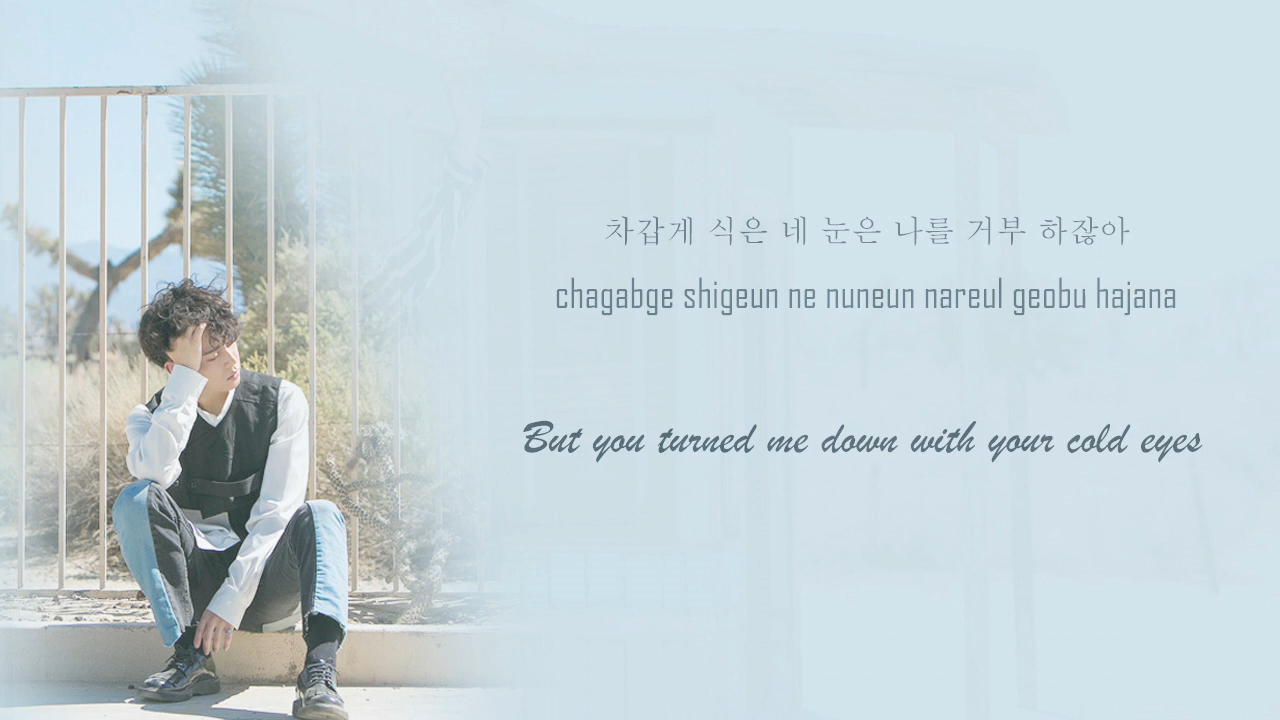 차갑게 식은 네 눈은 나를 거부 하잖아
chagabge shigeun ne nuneun nareul geobu hajana
But you turned me down with your cold eyes